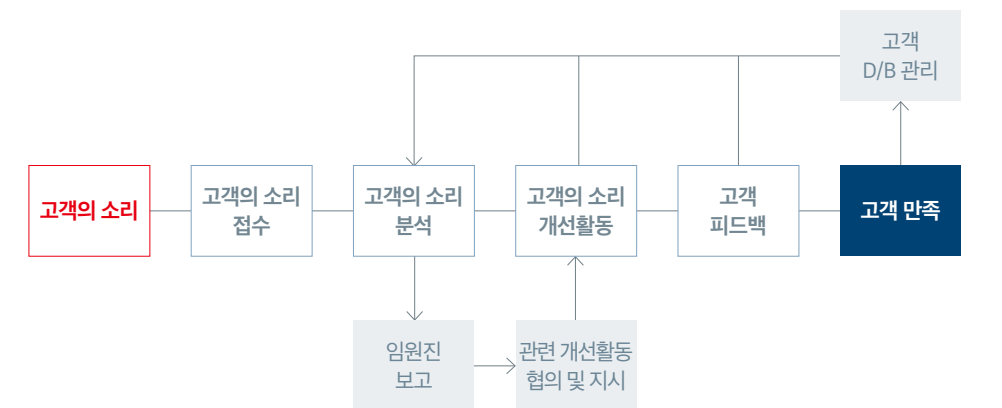 고객
D/B 관리
고객의 소리
고객의 소리
접수
고객의 소리
분석
고객의 소리
개선활동
고객
피드백
고객 만족
임원진
보고
관련 개선활동
협의 및 지시